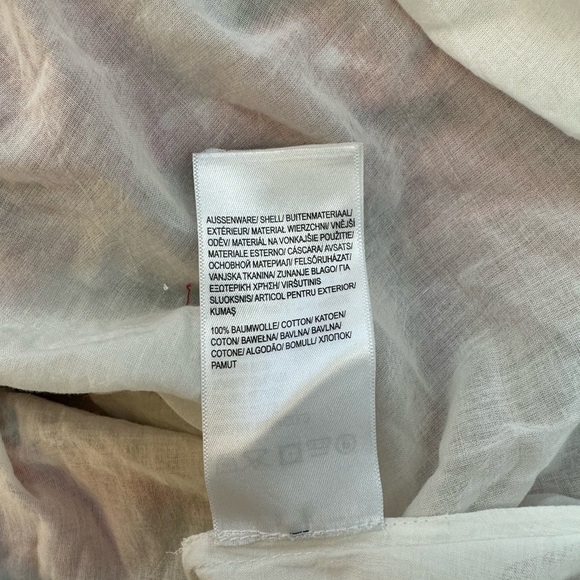 AUSSENWARE/ SHELL/ BUITENMATERIAAL/
EXTÉRIEUR/ MATERIAŁ WIERZCHNI/ VNĚJŠÍ
ODĚV/ MATERIÁL NA VONKAJŠIE POUŽITIE/
MATERIALE ESTERNO/ CÁSCARA/ AVSATS/
ОСНОВНОЙ МАТЕРИАЛ/ FELSŐRUHÁZAT/
VANJSKA TKANINA/ ZUNANJE BLAGO/ ΓΙΑ
ΕΞΩΤΕΡΙΚΗ ΧΡΗΣΗ/ VIRŠUTINIS
SLUOKSNIS/ ARTICOL PENTRU EXTERIOR/
KUMAŞ
100% BAUMWOLLE/ COTTON/ KATOEN/
COTON/ BAWEŁNA/ BAVLNA/ BAVLNA/
COTONE/ ALGODÃO/ BOMULL/ ХЛОПОК/
PAMUT